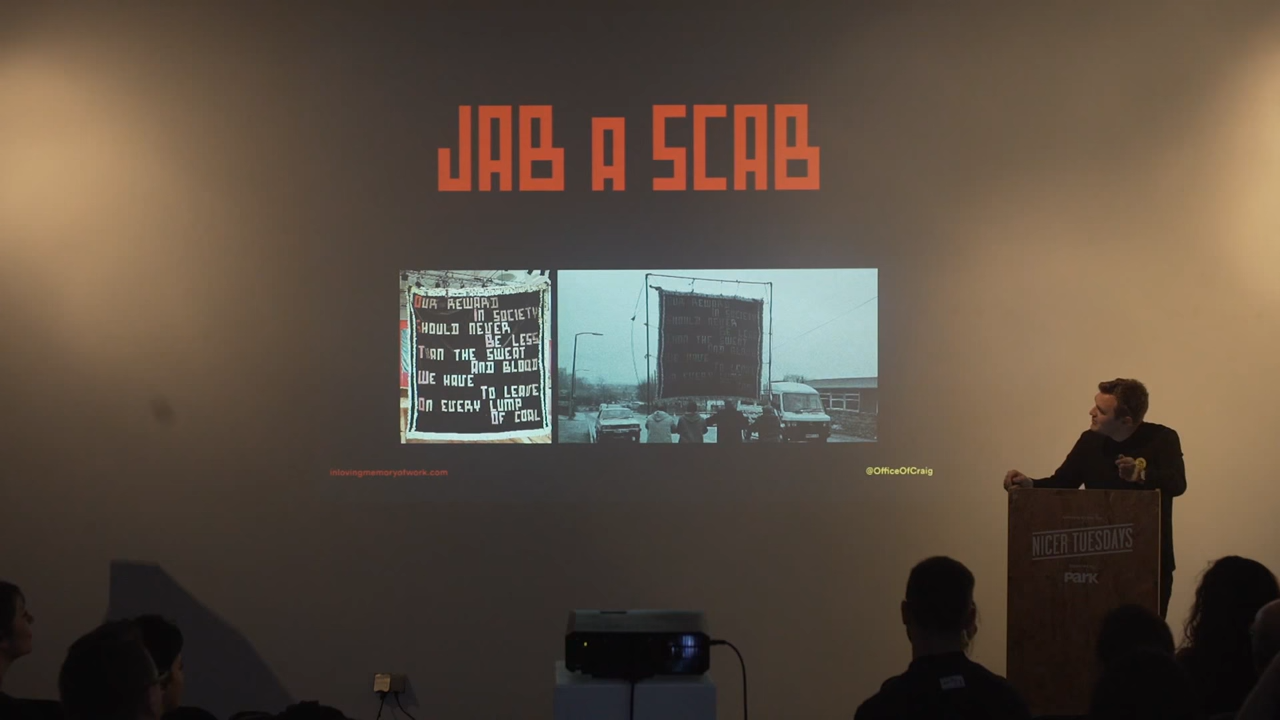 JAB A SCAB
OUR REWARD
IN SOCIETY
SHOULD NEVER
BE LESS
THAN THE SWEAT
AND BLOOD
WE HAVE
TO LEAVE
ON EVERY LUMP
OF COAL
inlovingmemoryofwork.com
@OfficeOfCraig
NICER TUESDAYS
Park